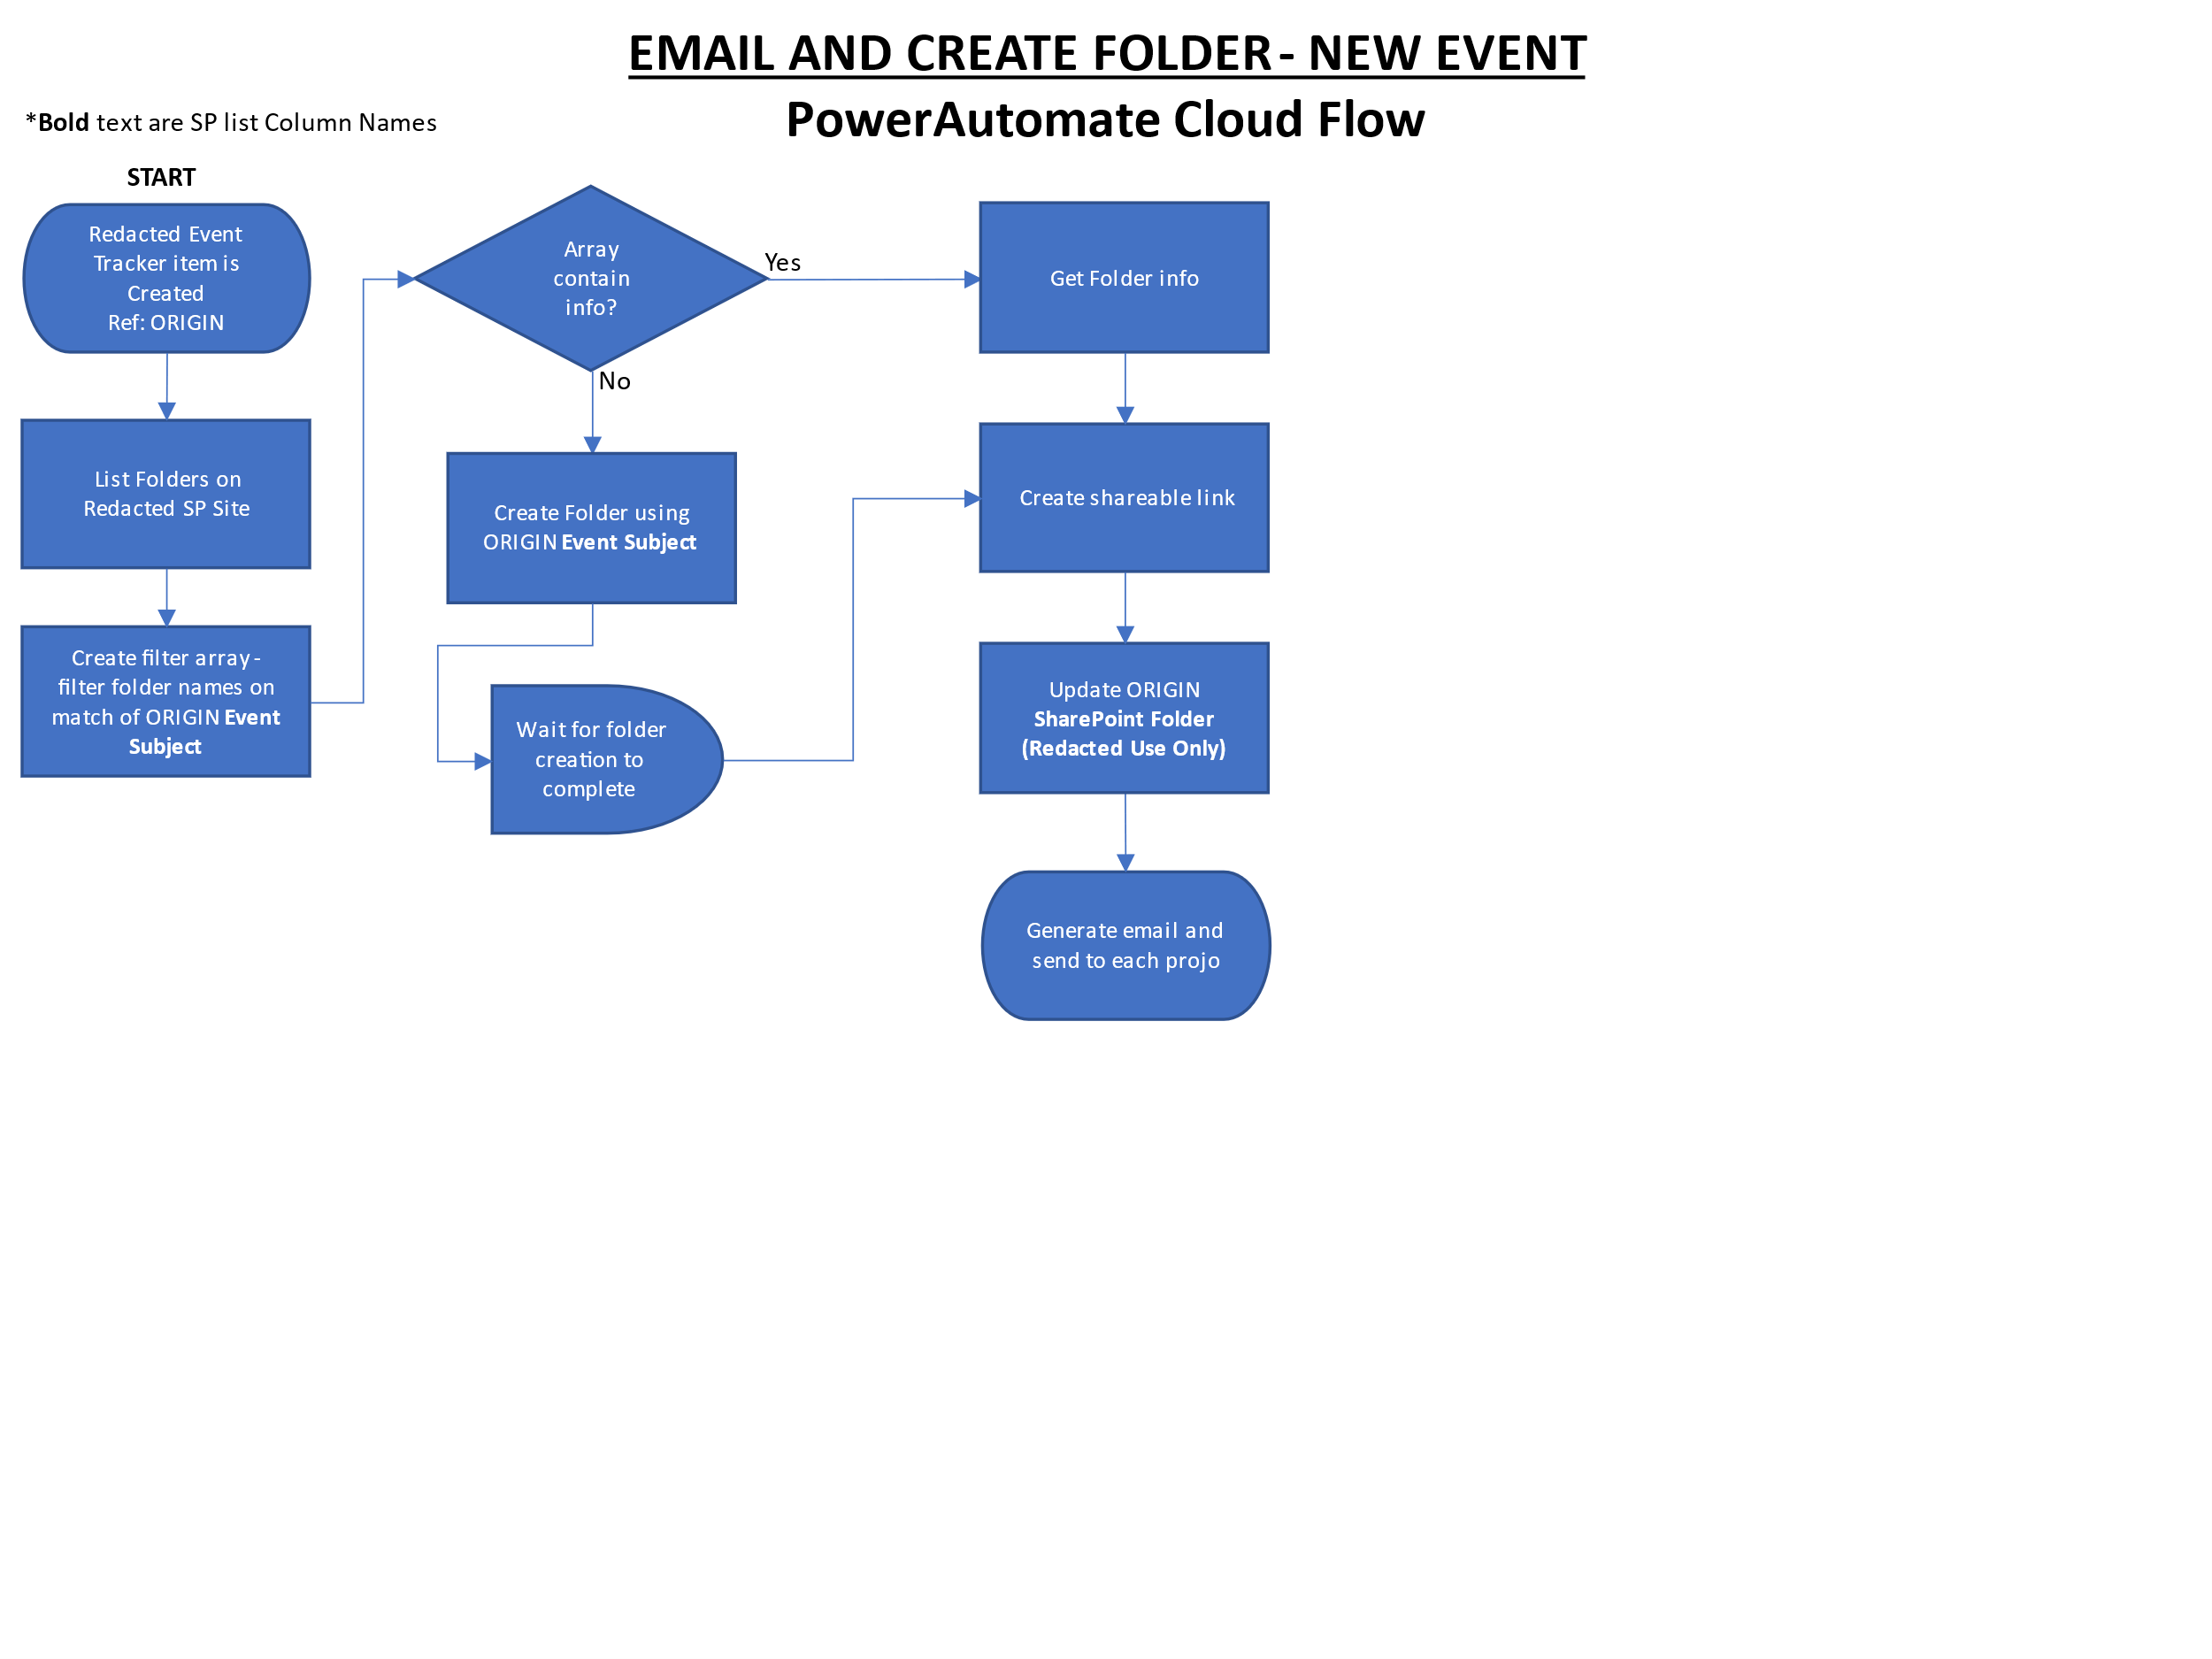 EMAIL AND CREATE FOLDER - NEW EVENT
PowerAutomate Cloud Flow
*Bold text are SP list Column Names
START
Redacted Event
Tracker item is
Created
Ref: ORIGIN
List Folders on
Redacted SP Site
Create filter array -
filter folder names on
match of ORIGIN Event
Subject
Array
contain
info?
Yes
No
Create Folder using
ORIGIN Event Subject
Wait for folder
creation to
complete
Get Folder info
Create shareable link
Update ORIGIN
SharePoint Folder
(Redacted Use Only)
Generate email and
send to each projo